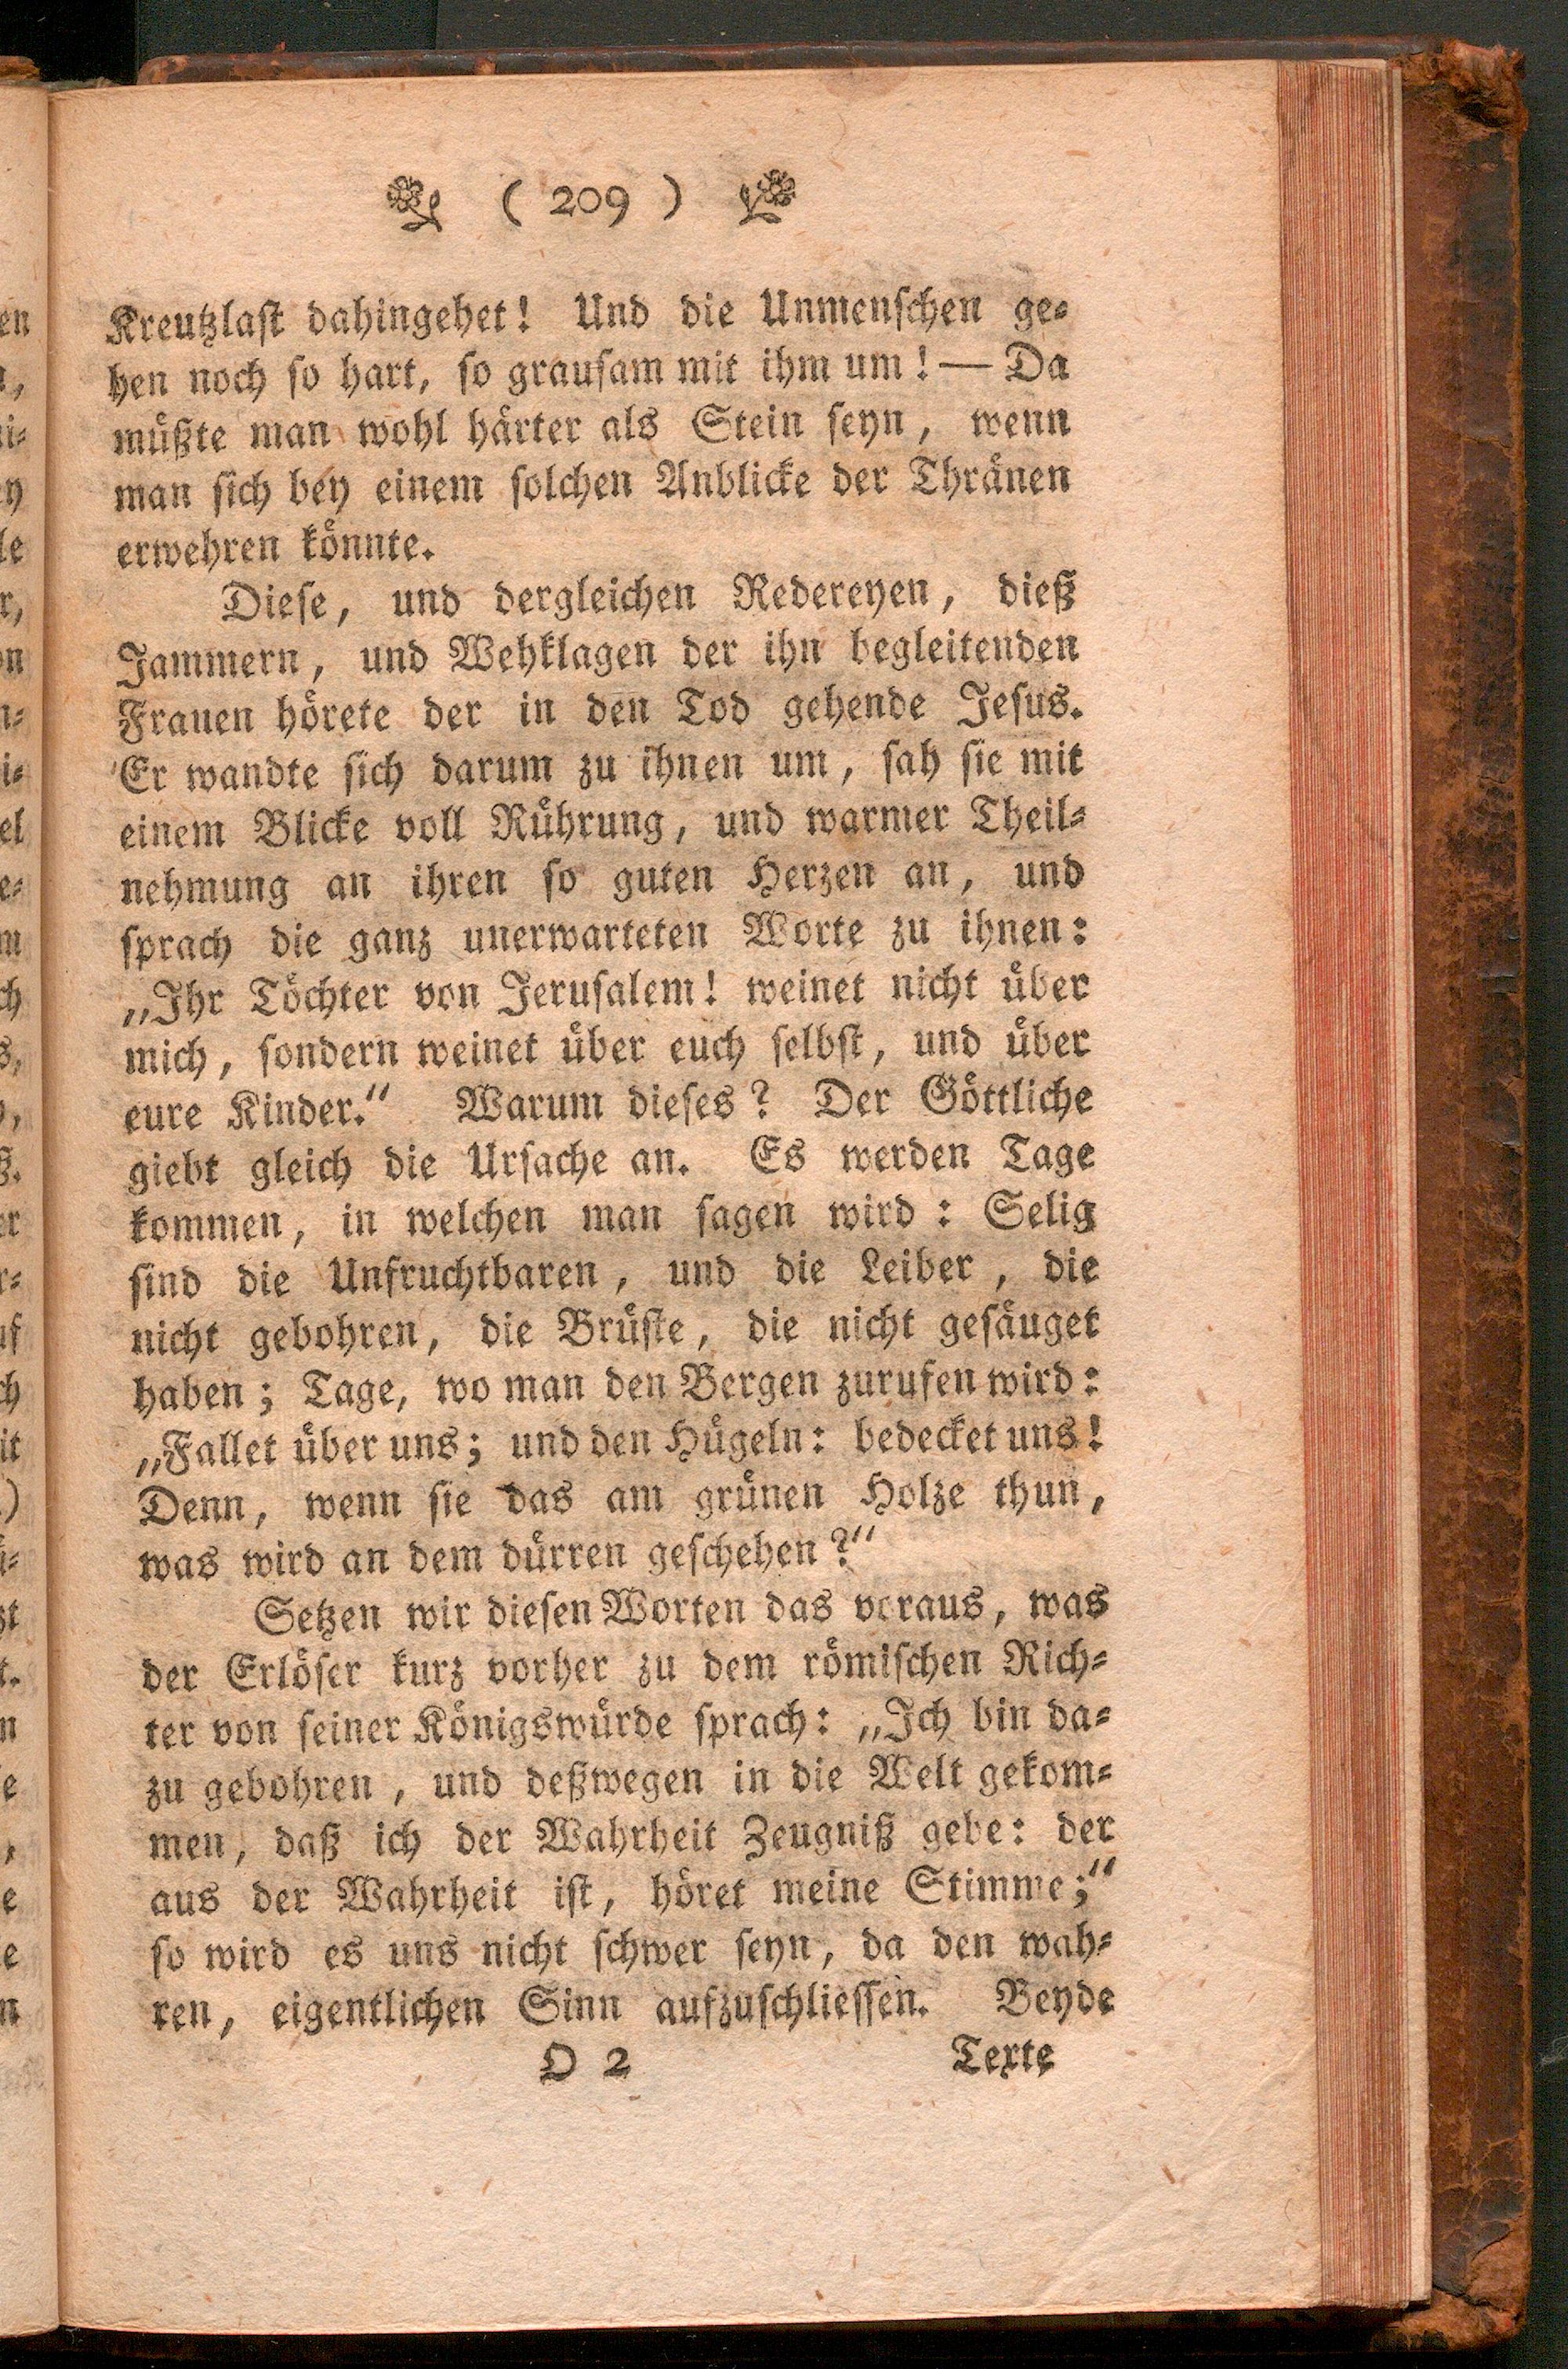 ( 209 )
Kreutzlast dahingehet! Und die Unmenschen ge-
hen noch so hart, so grausam mit ihm um! — Da
müßte man wohl härter als Stein seyn, wenn
man sich bey einem solchen Anblicke der Thränen
erwehren könnte.
Diese, und dergleichen Redereyen, dieß
Jammern, und Wehklagen der ihn begleitenden
Frauen hörete der in den Tod gehende Jesus.
Er wandte sich darum zu ihnen um, sah sie mit
einem Blicke voll Rührung, und warmer Theil-
nehmung an ihren so guten Herzen an, und
sprach die ganz unerwarteten Worte zu ihnen:
„Ihr Töchter von Jerusalem! weinet nicht über
mich, sondern weinet über euch selbst, und über
eure Kinder.“ Warum dieses? Der Göttliche
giebt gleich die Ursache an. Es werden Tage
kommen, in welchen man sagen wird: Selig
sind die Unfruchtbaren, und die Leiber, die
nicht gebohren, die Brüste, die nicht gesäuget
haben; Tage, wo man den Bergen zurufen wird:
„Fallet über uns; und den Hügeln: bedecket uns!
Denn, wenn sie das am grünen Holze thun,
was wird an dem dürren geschehen?“
Setzen wir diesen Worten das voraus, was
der Erlöser kurz vorher zu dem römischen Rich-
ter von seiner Königswürde sprach: „Ich bin da-
zu gebohren, und deßwegen in die Welt gekom-
men, daß ich der Wahrheit Zeugniß gebe: der
aus der Wahrheit ist, höret meine Stimme;“
so wird es uns nicht schwer seyn, da den wah-
ren, eigentlichen Sinn aufzuschliessen. Beyde
O 2 Texte